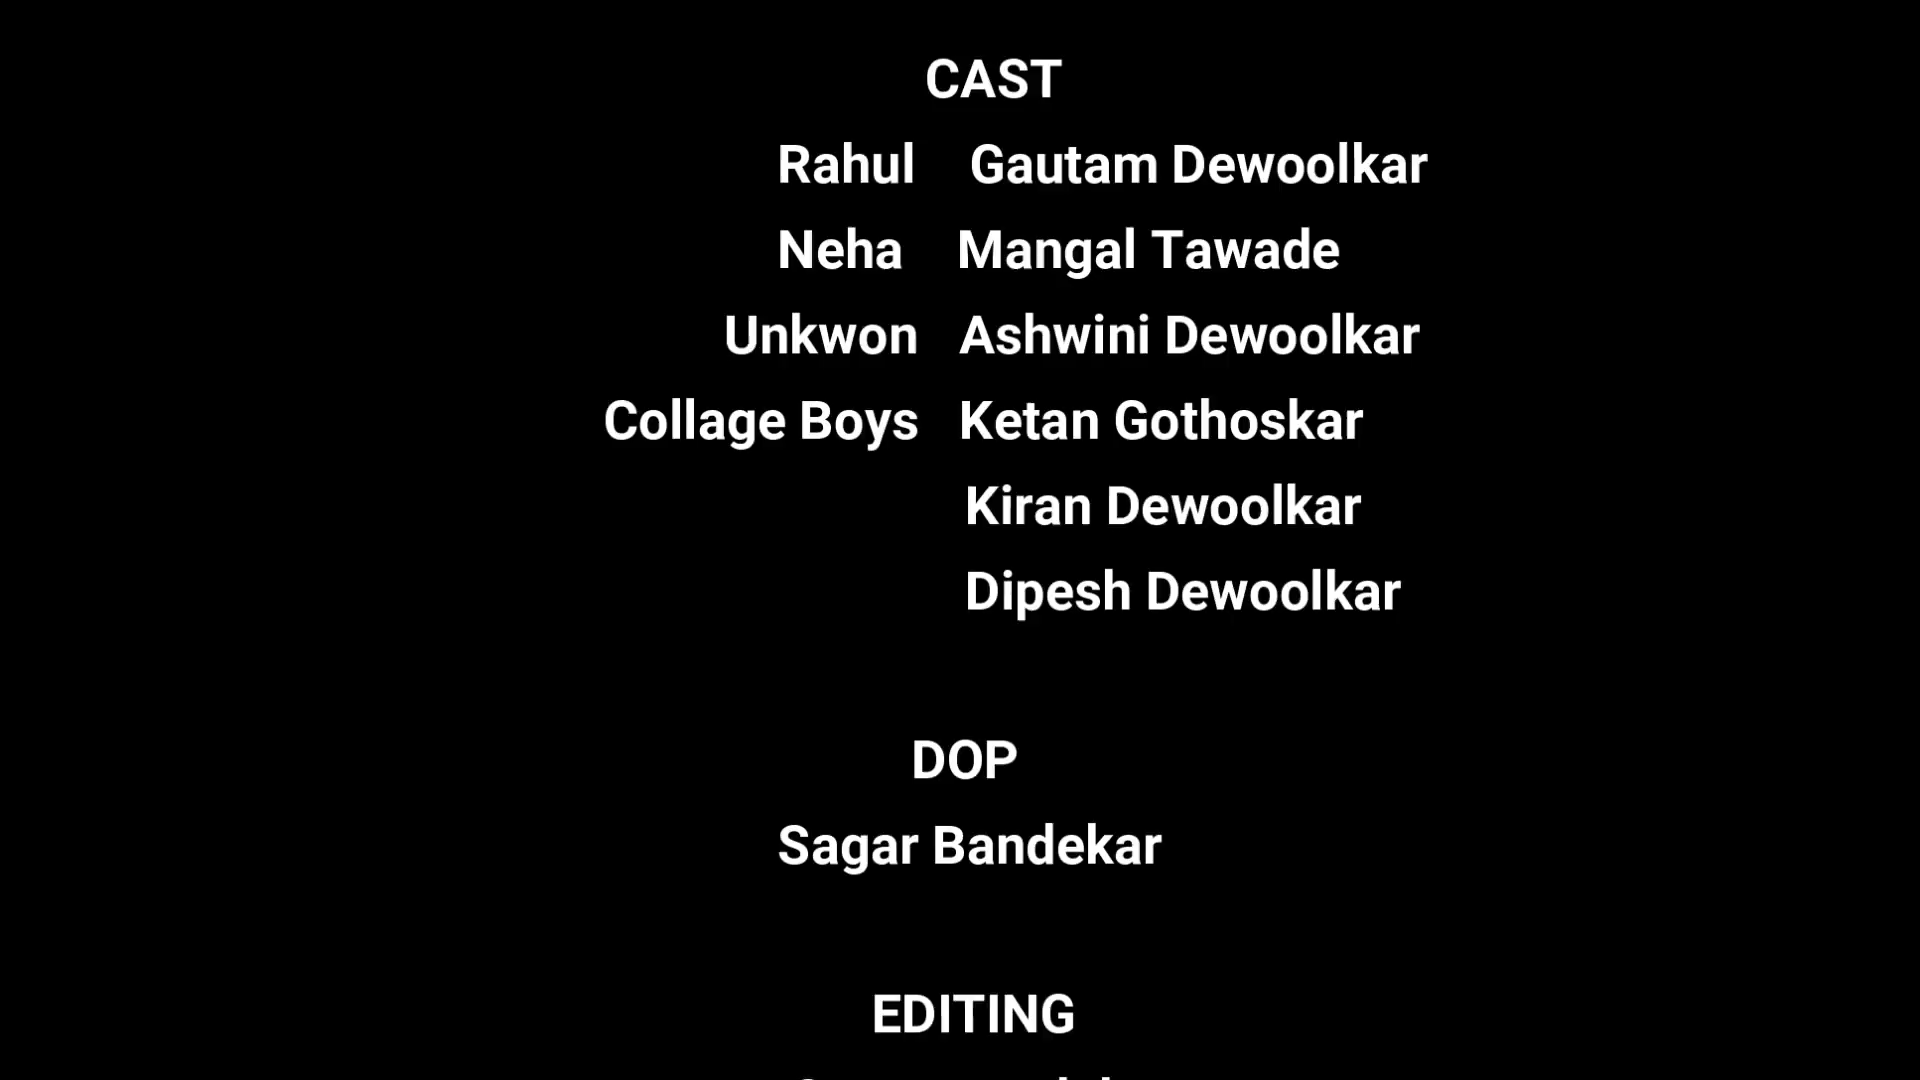 CAST
Rahul Gautam Dewoolkar
Neha Mangal Tawade
Unkwon Ashwini Dewoolkar
Collage Boys Ketan Gothoskar
Kiran Dewoolkar
Dipesh Dewoolkar
DOP
Sagar Bandekar
EDITING